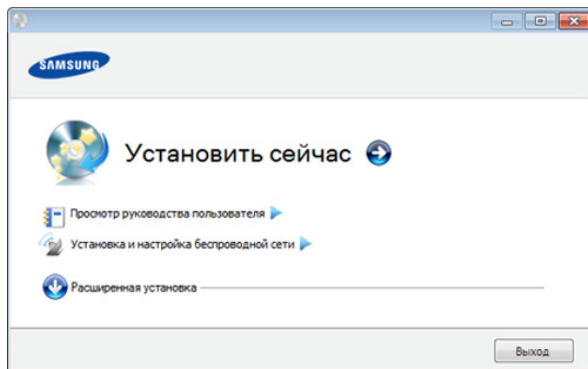 SAMSUNG
Установить сейчас
Просмотр руководства пользователя
Установка и настройка беспроводной сети
Расширенная установка
Выход